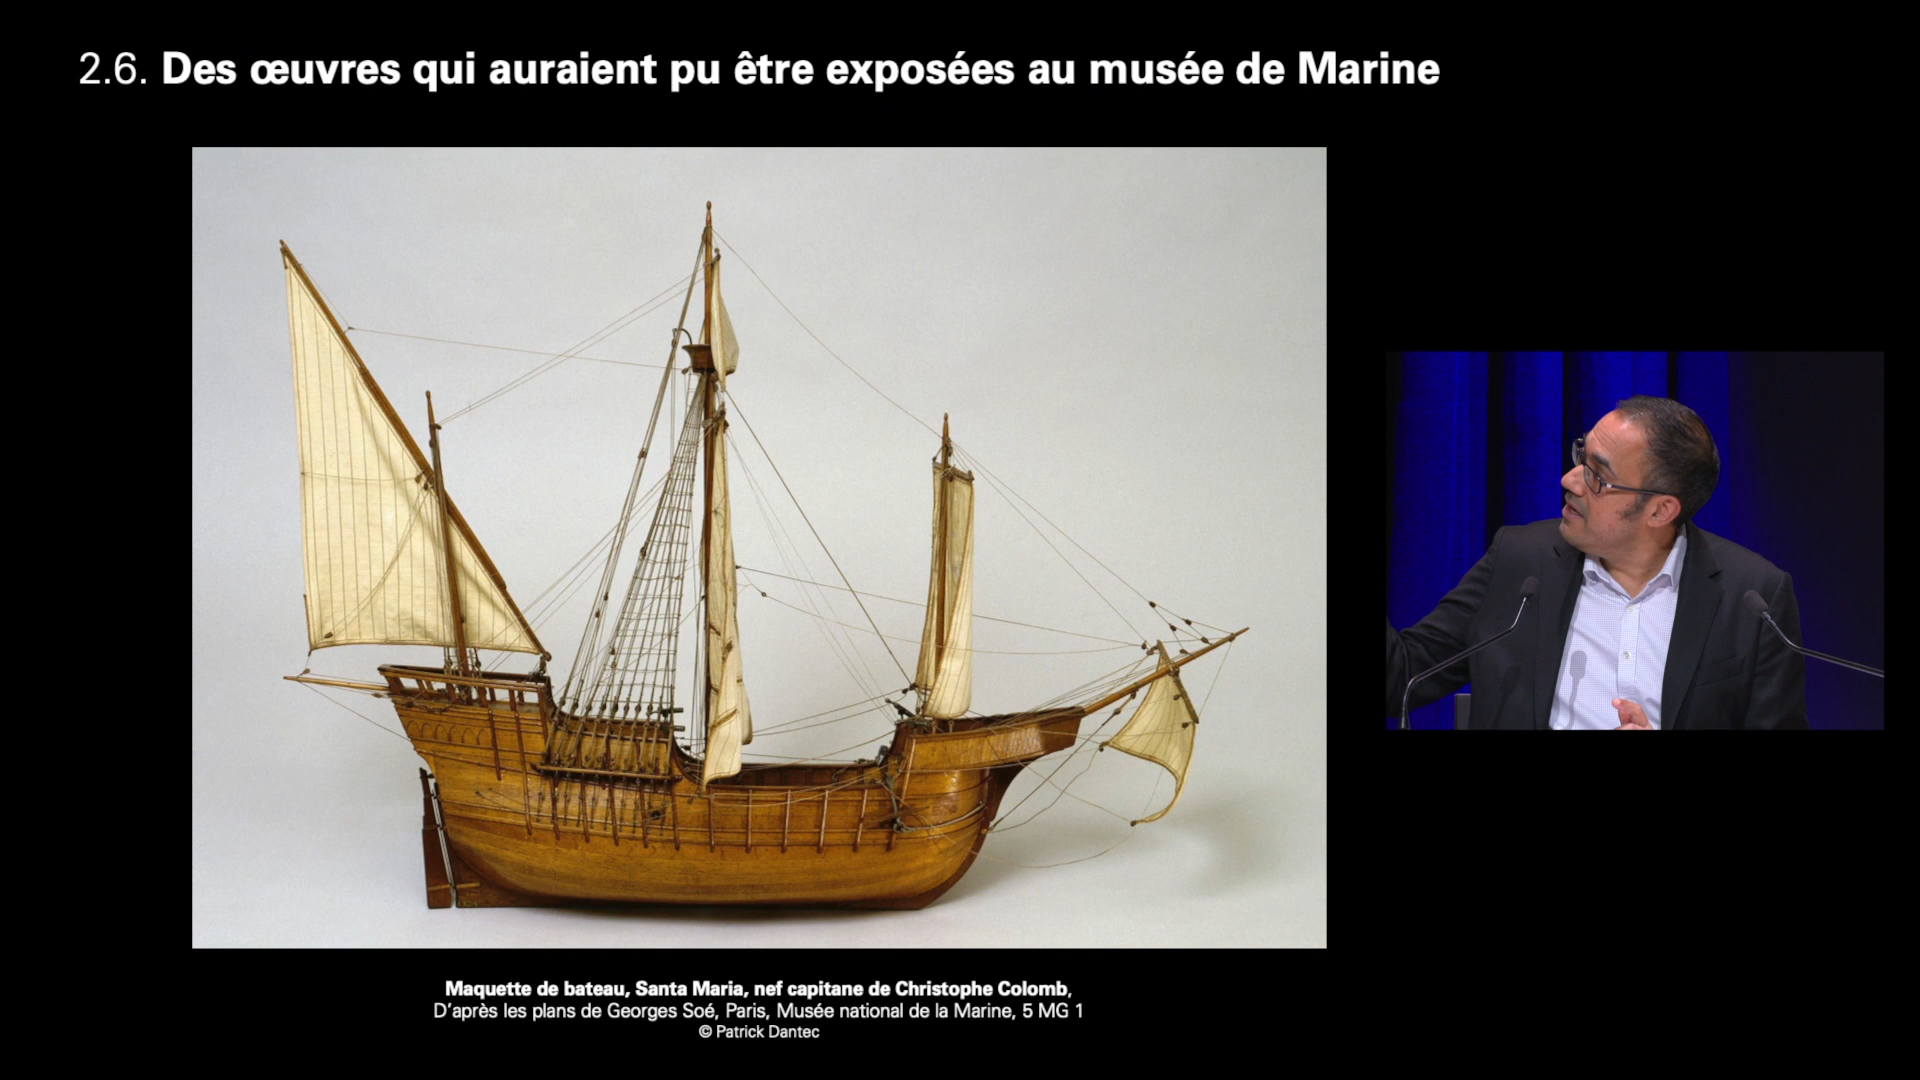 2.6. Des œuvres qui auraient pu être exposées au musée de Marine
Maquette de bateau, Santa Maria, nef capitane de Christophe Colomb,
D'après les plans de Georges Soé, Paris, Musée national de la Marine, 5 MG 1
© Patrick Dantec